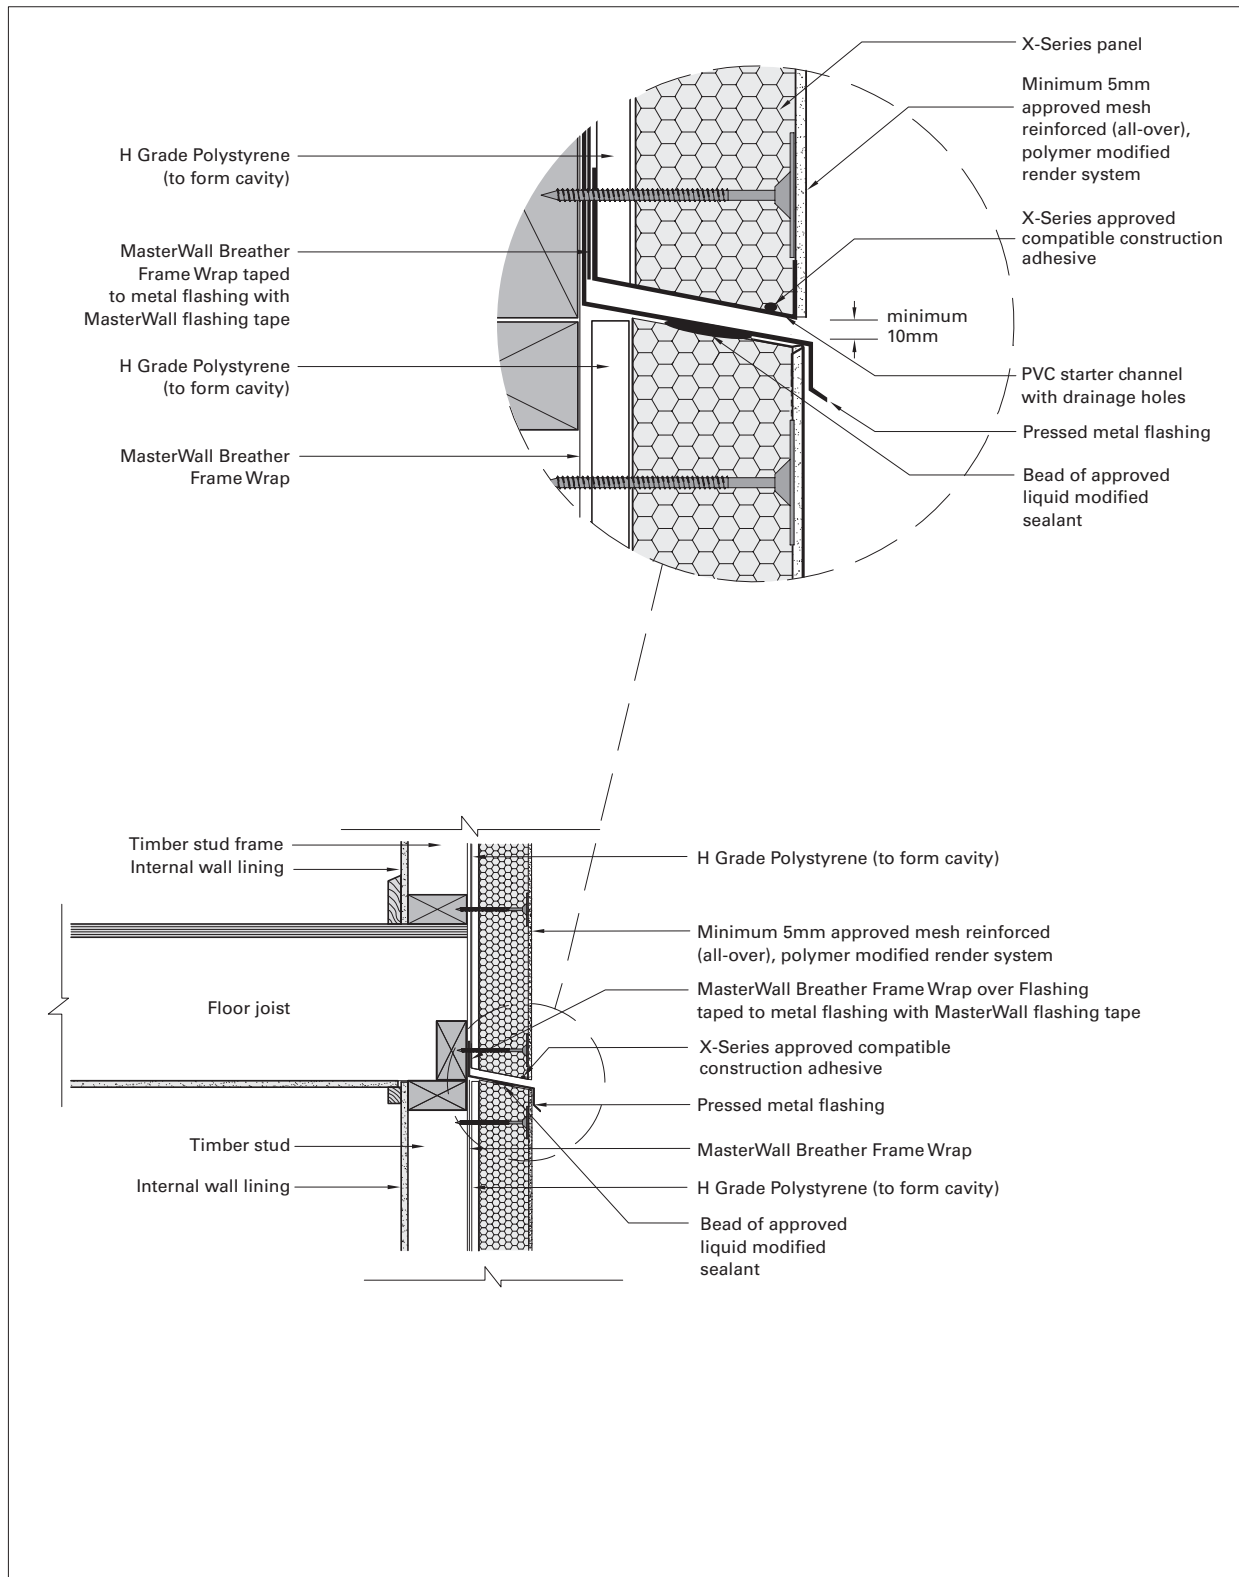 X-Series panel
Minimum 5mm
approved mesh
reinforced (all-over),
polymer modified
render system
H Grade Polystyrene
(to form cavity)
X-Series approved
compatible construction
adhesive
MasterWall Breather
Frame Wrap taped
to metal flashing with
MasterWall flashing tape
minimum
10mm
H Grade Polystyrene
(to form cavity)
PVC starter channel
with drainage holes
Pressed metal flashing
MasterWall Breather
Frame Wrap
Bead of approved
liquid modified
sealant
Timber stud frame
Internal wall lining
H Grade Polystyrene (to form cavity)
Minimum 5mm approved mesh reinforced
(all-over), polymer modified render system
Floor joist
MasterWall Breather Frame Wrap over Flashing
taped to metal flashing with MasterWall flashing tape
X-Series approved compatible
construction adhesive
Pressed metal flashing
Timber stud
MasterWall Breather Frame Wrap
Internal wall lining
H Grade Polystyrene (to form cavity)
Bead of approved
liquid modified
sealant